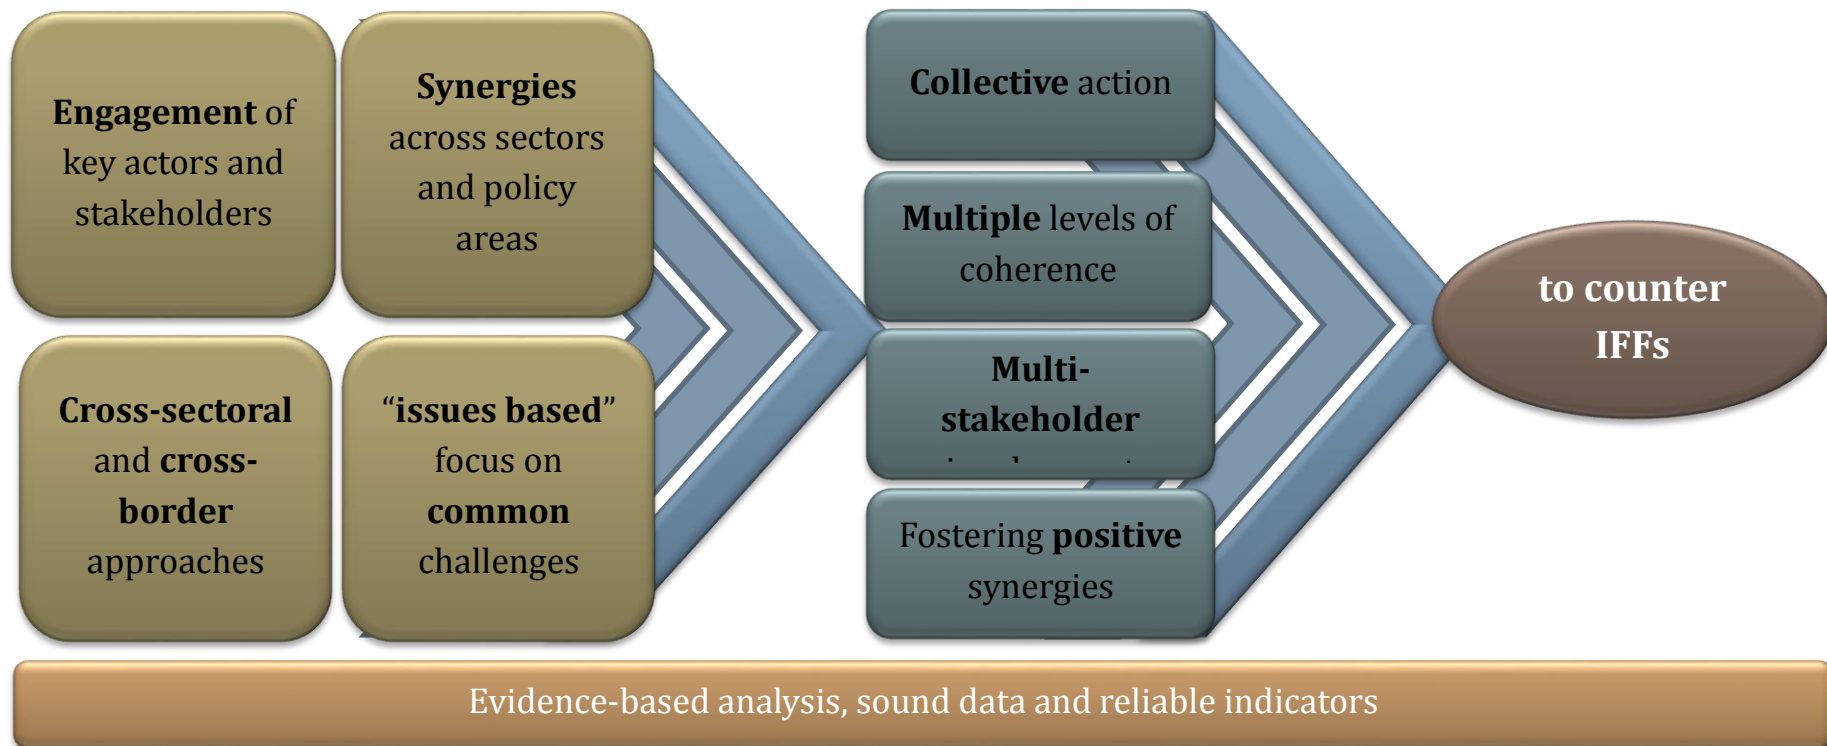 Engagement of
key actors and
stakeholders
Synergies
across sectors
and policy
areas
Cross-sectoral
and cross-
border
approaches
“issues based”
focus on
common
challenges
Collective action
Multiple levels of
coherence
Multi-
stakeholder
Fostering positive
synergies
to counter
IFFs
Evidence-based analysis, sound data and reliable indicators